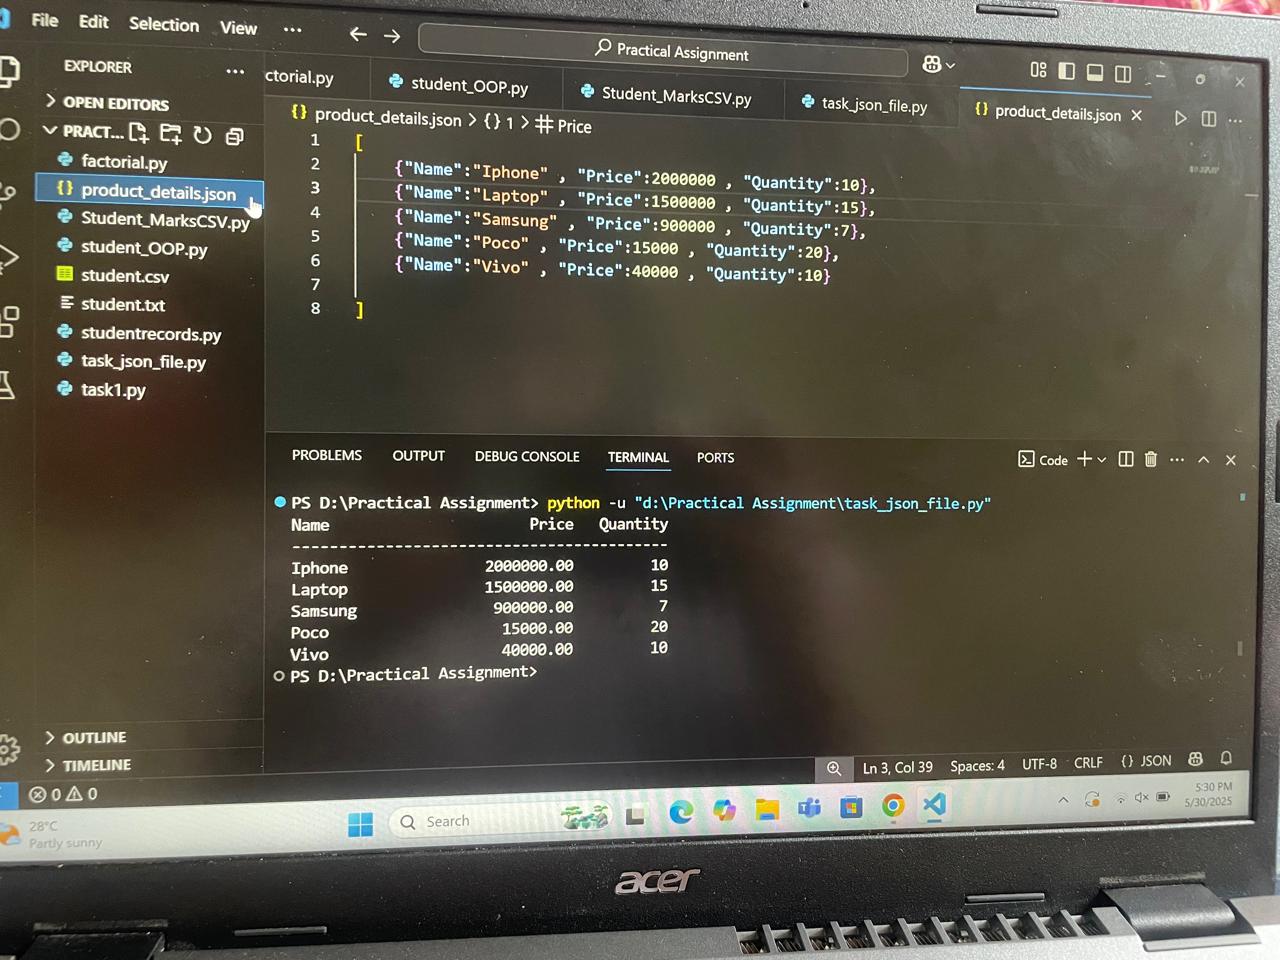 File Edit Selection View ...
Practical Assignment
EXPLORER ...
ctorial.py
student_OOP.py
Student_MarksCSV.py
task_json_file.py
{} product_details.json
OPEN EDITORS
PRACT...
factorial.py
{} product_details.json
Student_MarksCSV.py
student_OOP.py
student.csv
student.txt
studentrecords.py
task_json_file.py
task1.py
{} product_details.json > {} 1 > # Price
1 [
2 {"Name":"Iphone" , "Price":2000000 , "Quantity":10},
3 {"Name":"Laptop" , "Price":1500000 , "Quantity":15},
4 {"Name":"Samsung" , "Price":900000 , "Quantity":7},
5 {"Name":"Poco" , "Price":15000 , "Quantity":20},
6 {"Name":"Vivo" , "Price":40000 , "Quantity":10}
7
8 ]
PROBLEMS OUTPUT DEBUG CONSOLE TERMINAL PORTS
Code
PS D:\Practical Assignment> python -u "d:\Practical Assignment\task_json_file.py"
Name Price Quantity
----------------------------------------
Iphone 2000000.00 10
Laptop 1500000.00 15
Samsung 900000.00 7
Poco 15000.00 20
Vivo 40000.00 10
PS D:\Practical Assignment>
OUTLINE
TIMELINE
0 0
Ln 3, Col 39 Spaces: 4 UTF-8 CRLF {} JSON
28°C
Partly sunny
Search
5:30 PM
5/30/2025
acer